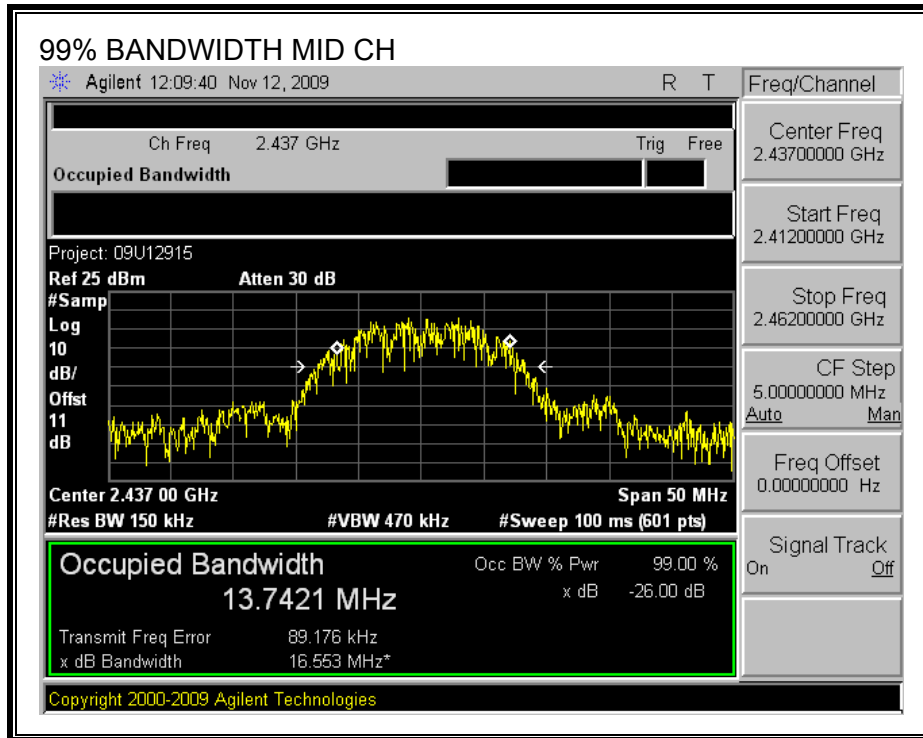 99% BANDWIDTH MID CH
Agilent 12:09:40 Nov 12, 2009 R T
Freq/Channel
Ch Freq 2.437 GHz Trig Free
Occupied Bandwidth
Center Freq
2.43700000 GHz
Start Freq
2.41200000 GHz
Stop Freq
2.46200000 GHz
CF Step
5.00000000 MHz
Auto Man
Freq Offset
0.00000000 Hz
Signal Track
On Off
Project: 09U12915
Ref 25 dBm Atten 30 dB
#Samp
Log
10
dB/
Offst
11
dB
Center 2.437 00 GHz Span 50 MHz
#Res BW 150 kHz #VBW 470 kHz #Sweep 100 ms (601 pts)
Occupied Bandwidth
13.7421 MHz
Occ BW % Pwr 99.00 %
x dB -26.00 dB
Transmit Freq Error 89.176 kHz
x dB Bandwidth 16.553 MHz*
Copyright 2000-2009 Agilent Technologies